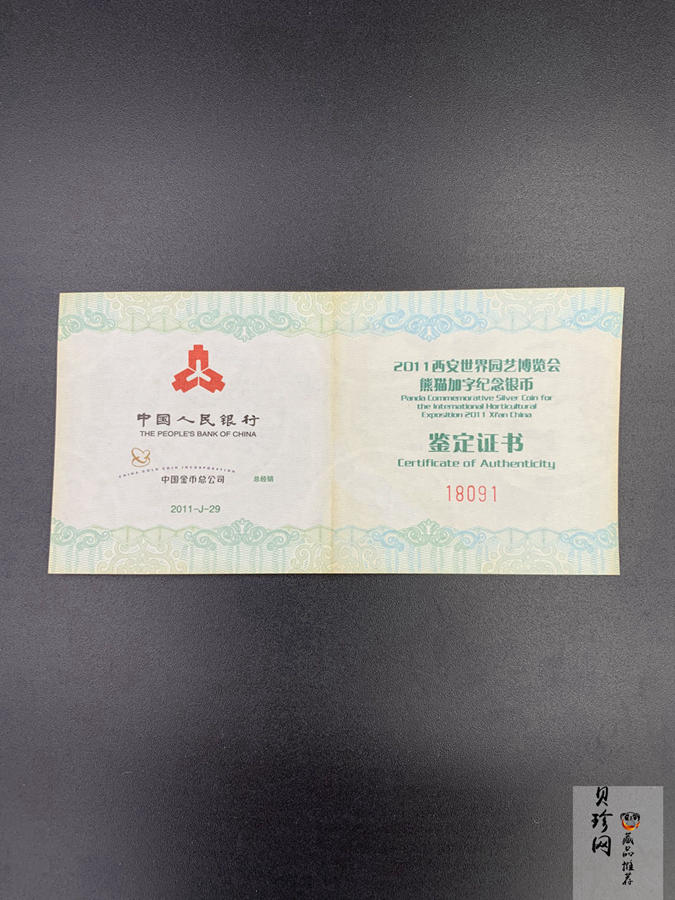 中国人民银行
THE PEOPLE'S BANK OF CHINA
CHINA GOLD COIN INCORPORATION
中国金币总公司
总经销
2011-J-29
2011西安世界园艺博览会
熊猫加字纪念银币
Panda Commemorative Silver Coin for
the International Horticultural
Exposition 2011 Xi'an China
鉴定证书
Certificate of Authenticity
18091
贝珍网
藏品推荐